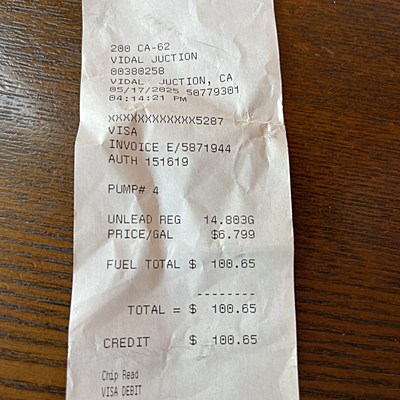 200 CA-62
VIDAL JUCTION
00380258
VIDAL JUCTION, CA
05/17/2025 50779301
04:14:21 PM
XXXXXXXXXXXX5287
VISA
INVOICE E/5871944
AUTH 151619
PUMP# 4
UNLEAD REG 14.803G
PRICE/GAL $6.799
FUEL TOTAL $ 100.65
--------
TOTAL = $ 100.65
CREDIT $ 100.65
Chip Read
VISA DEBIT